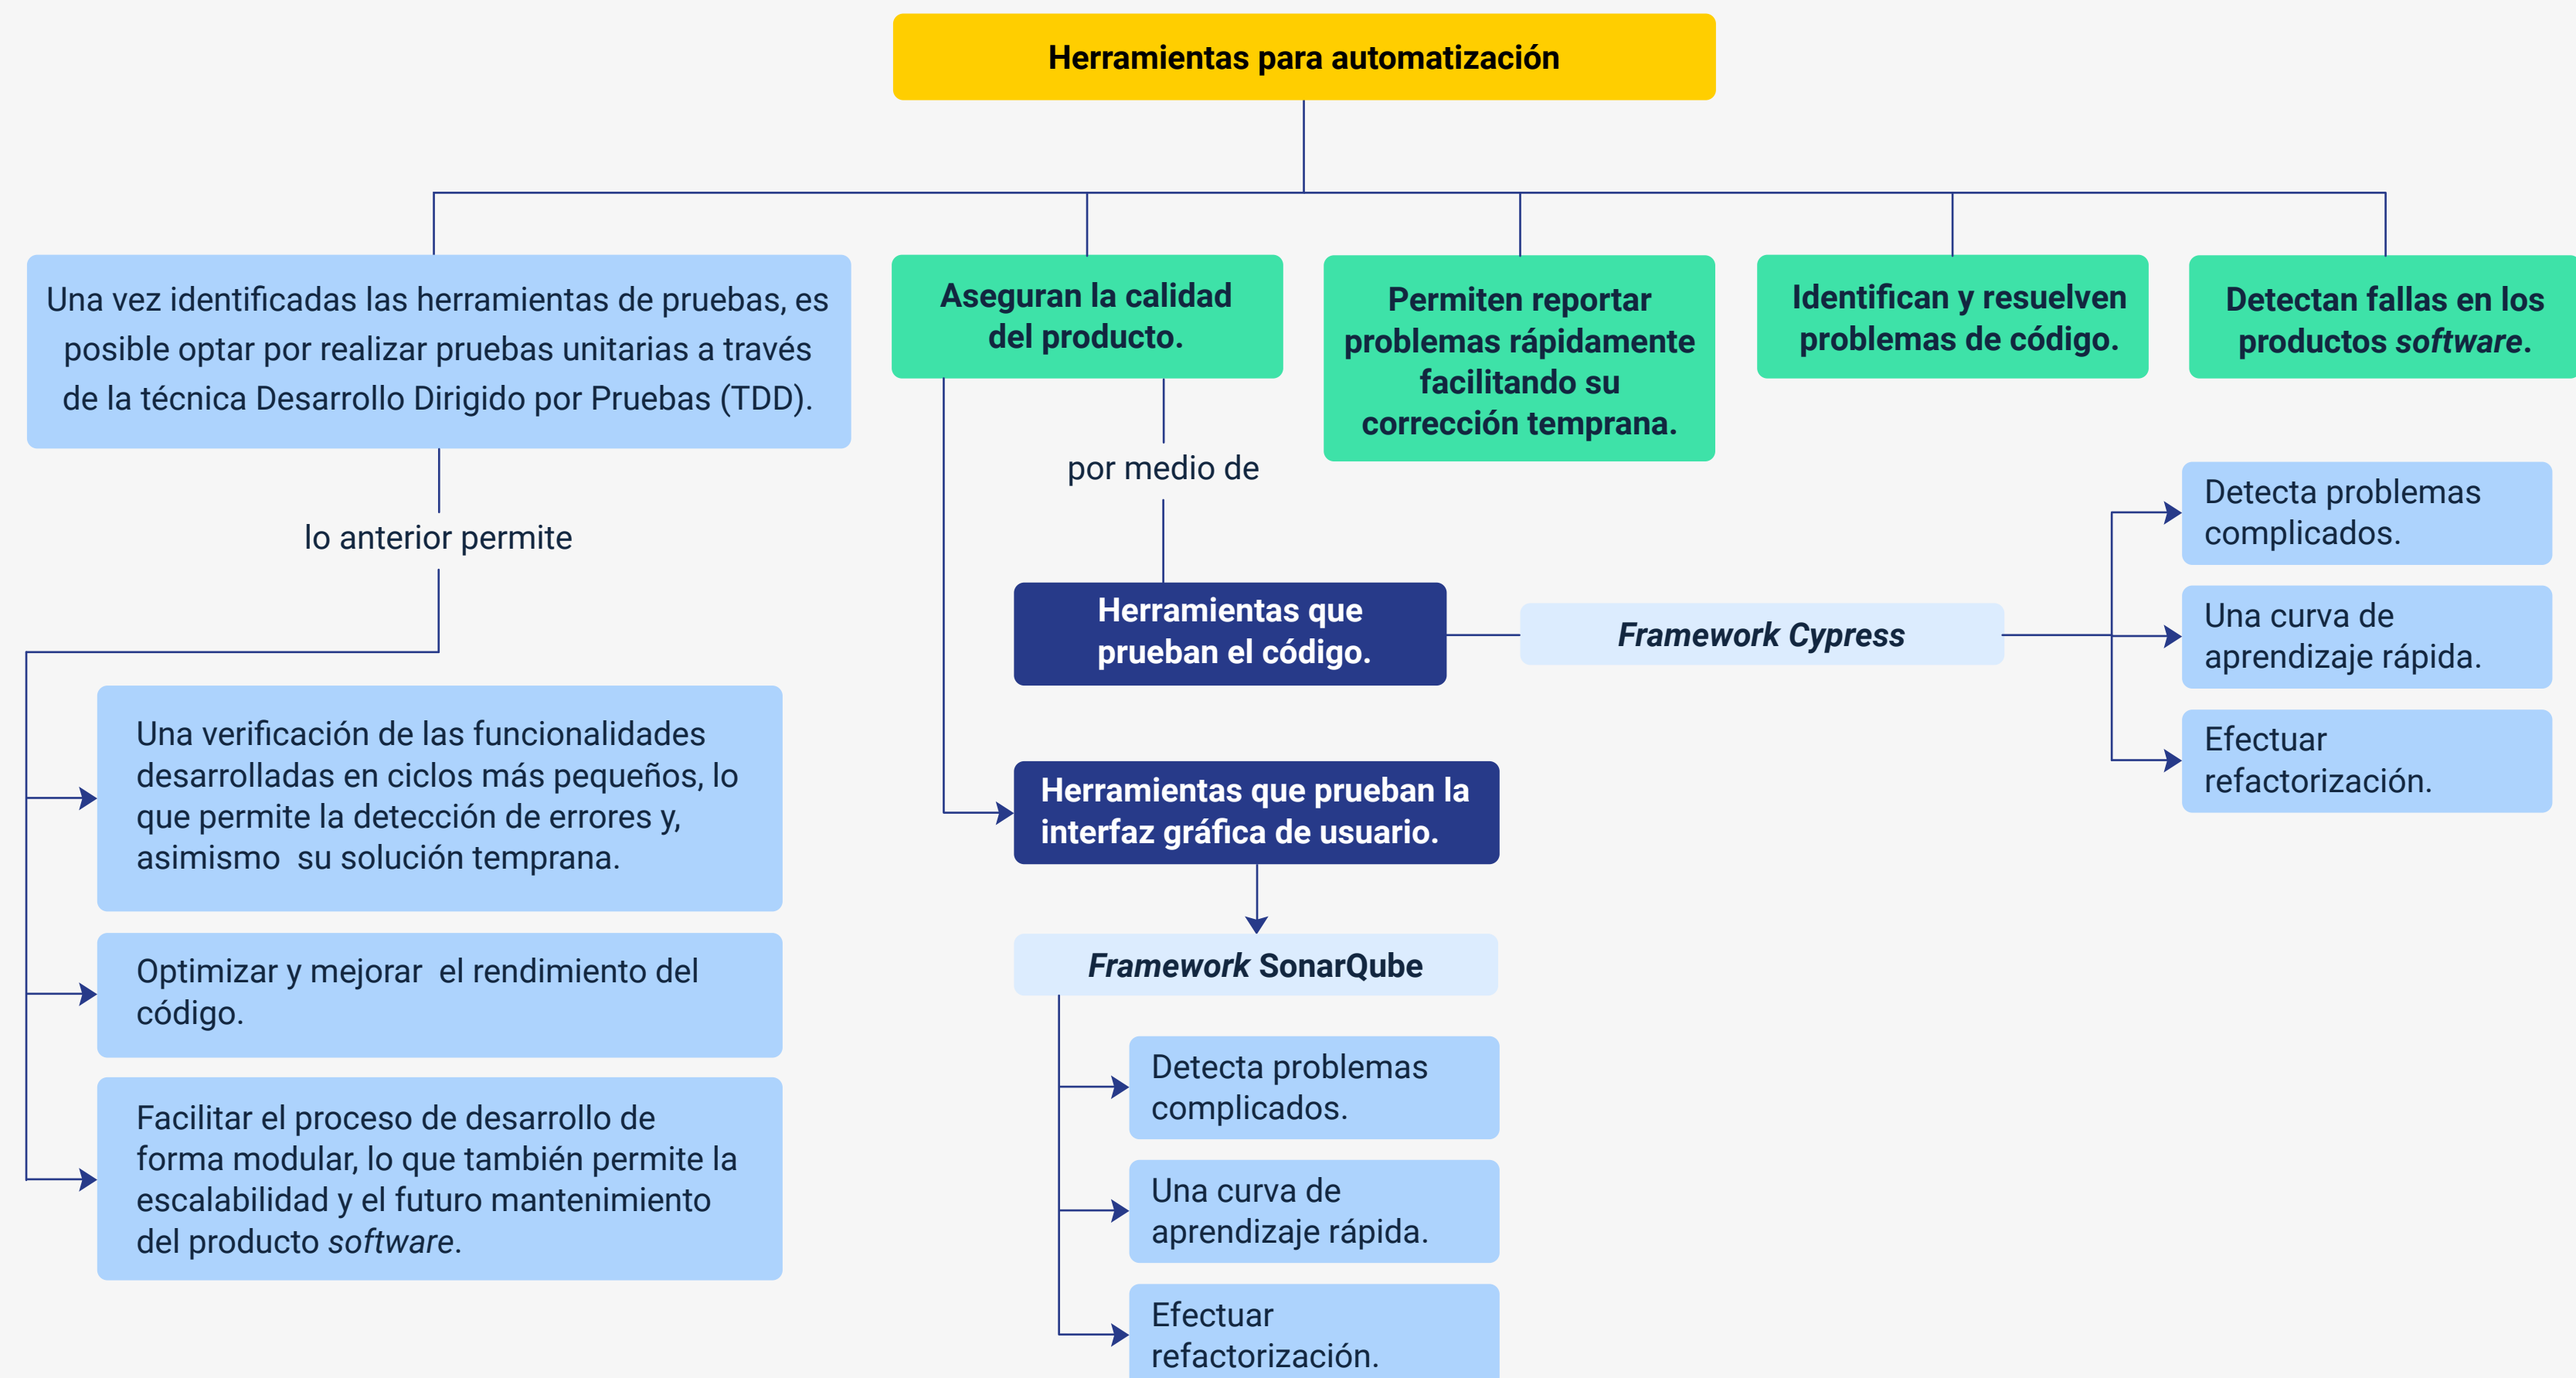 Herramientas para automatización
Una vez identificadas las herramientas de pruebas, es
posible optar por realizar pruebas unitarias a través
de la técnica Desarrollo Dirigido por Pruebas (TDD).
lo anterior permite
Una verificación de las funcionalidades
desarrolladas en ciclos más pequeños, lo
que permite la detección de errores y,
asimismo  su solución temprana.
Optimizar y mejorar  el rendimiento del
código.
Facilitar el proceso de desarrollo de
forma modular, lo que también permite la
escalabilidad y el futuro mantenimiento
del producto software.
Aseguran la calidad
del producto.
por medio de
Herramientas que
prueban el código.
Framework Cypress
Detecta problemas
complicados.
Una curva de
aprendizaje rápida.
Efectuar
refactorización.
Herramientas que prueban la
interfaz gráfica de usuario.
Framework SonarQube
Detecta problemas
complicados.
Una curva de
aprendizaje rápida.
Efectuar
refactorización.
Permiten reportar
problemas rápidamente
facilitando su
corrección temprana.
Identifican y resuelven
problemas de código.
Detectan fallas en los
productos software.